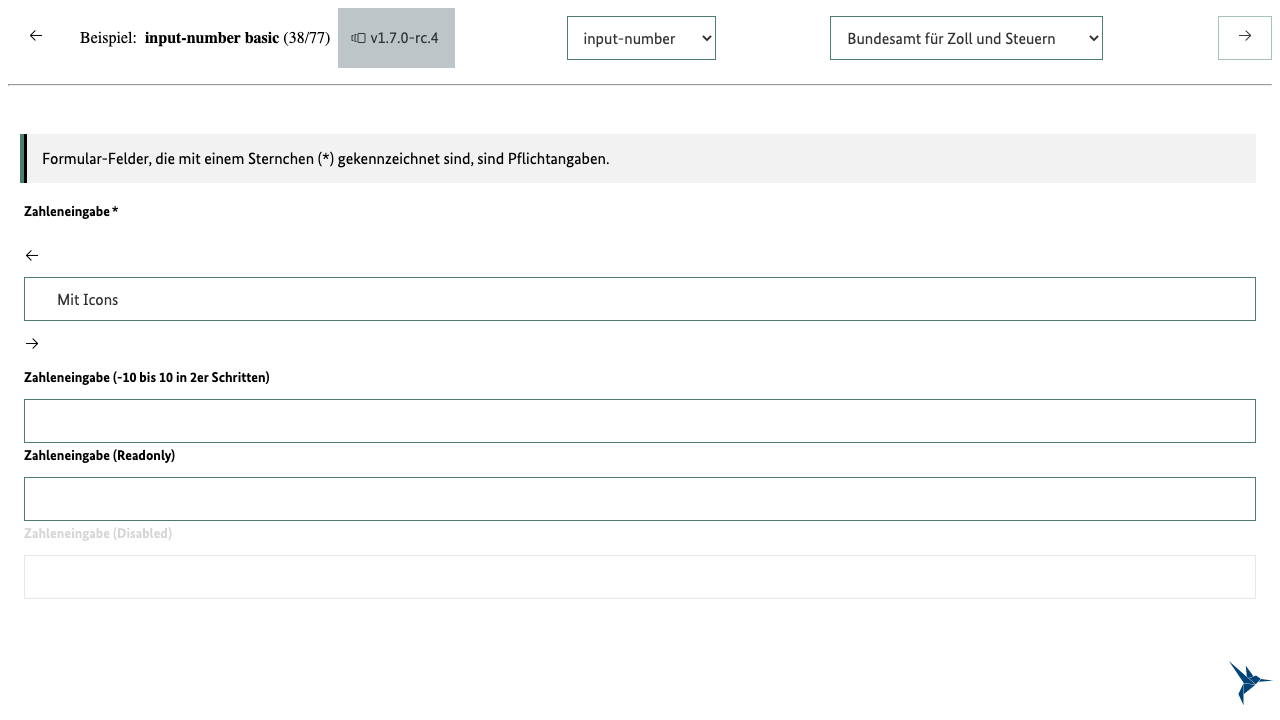 Beispiel: input-number basic (38/77) v1.7.0-rc.4 input-number Bundesamt für Zoll und Steuern
Formular-Felder, die mit einem Sternchen (*) gekennzeichnet sind, sind Pflichtangaben.
Zahleneingabe*
Mit Icons
Zahleneingabe (-10 bis 10 in 2er Schritten)
Zahleneingabe (Readonly)
Zahleneingabe (Disabled)